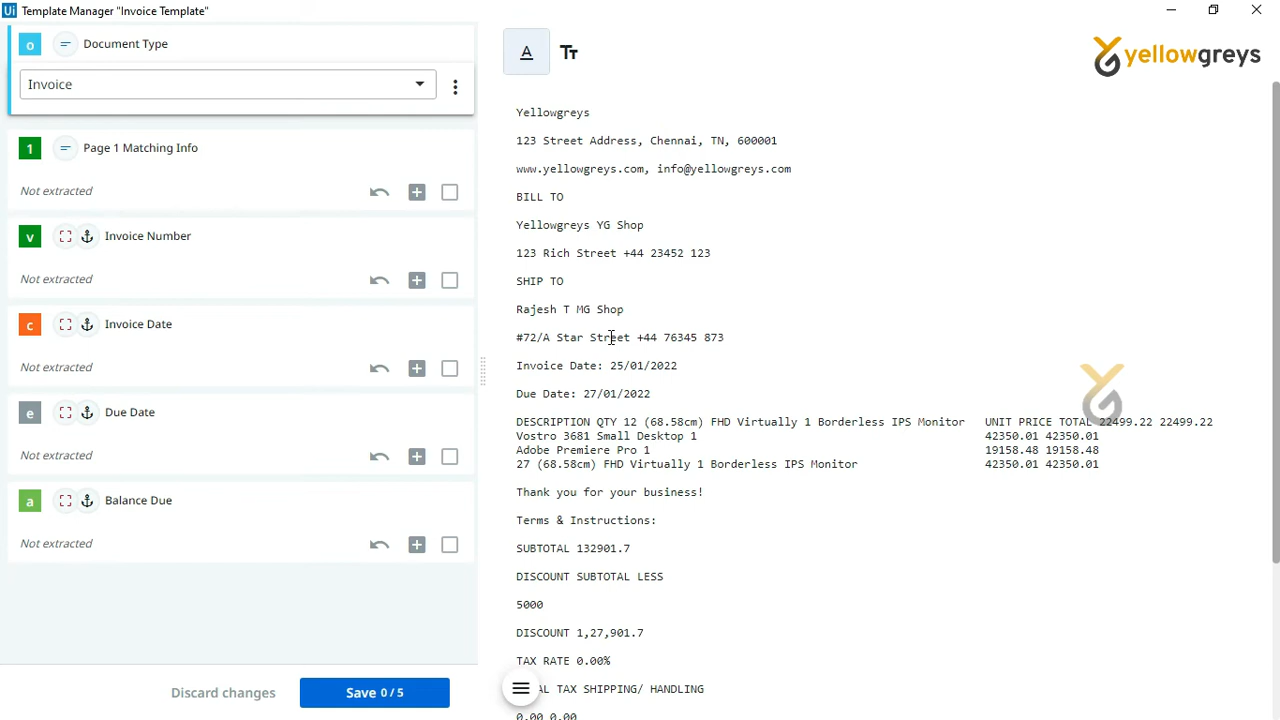 Ui Template Manager "Invoice Template"
yellowgreys
o Document Type
Invoice
1 Page 1 Matching Info
Not extracted
v Invoice Number
Not extracted
c Invoice Date
Not extracted
e Due Date
Not extracted
a Balance Due
Not extracted
Discard changes
Save 0 / 5
A TT
Yellowgreys
123 Street Address, Chennai, TN, 600001
www.yellowgreys.com, info@yellowgreys.com
BILL TO
Yellowgreys YG Shop
123 Rich Street +44 23452 123
SHIP TO
Rajesh T MG Shop
#72/A Star Street +44 76345 873
Invoice Date: 25/01/2022
Due Date: 27/01/2022
DESCRIPTION QTY 12 (68.58cm) FHD Virtually 1 Borderless IPS Monitor UNIT PRICE TOTAL 22499.22 22499.22
Vostro 3681 Small Desktop 1 42350.01 42350.01
Adobe Premiere Pro 1 19158.48 19158.48
27 (68.58cm) FHD Virtually 1 Borderless IPS Monitor 42350.01 42350.01
Thank you for your business!
Terms & Instructions:
SUBTOTAL 132901.7
DISCOUNT SUBTOTAL LESS
5000
DISCOUNT 1,27,901.7
TAX RATE 0.00%
AL TAX SHIPPING/ HANDLING
0.00 0.00